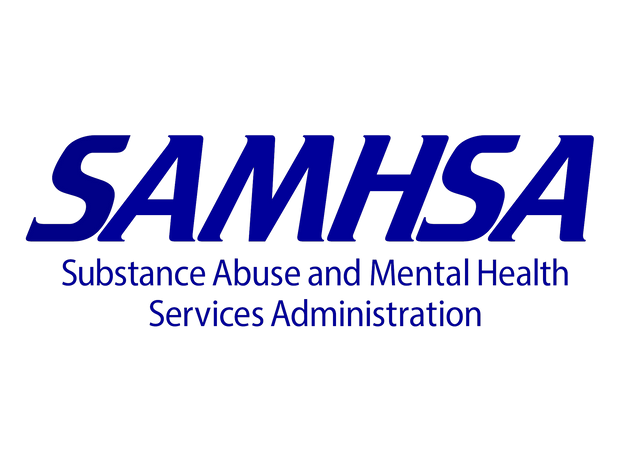 SAMHSA
Substance Abuse and Mental Health
Services Administration